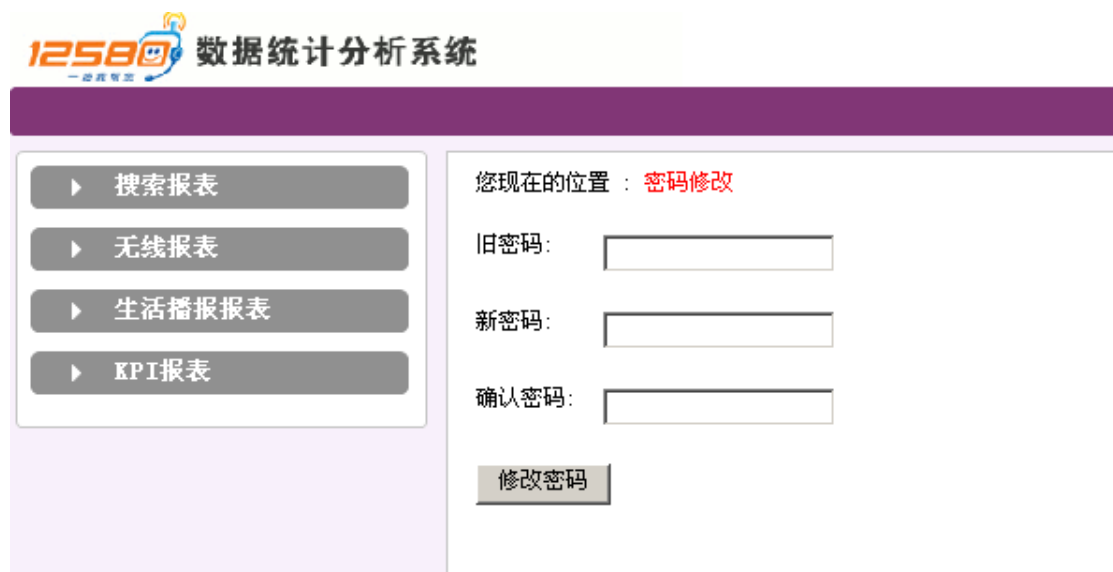 12580 数据统计分析系统
搜索报表
无线报表
生活播报报表
KPI报表
您现在的位置 : 密码修改
旧密码:
新密码:
确认密码:
修改密码